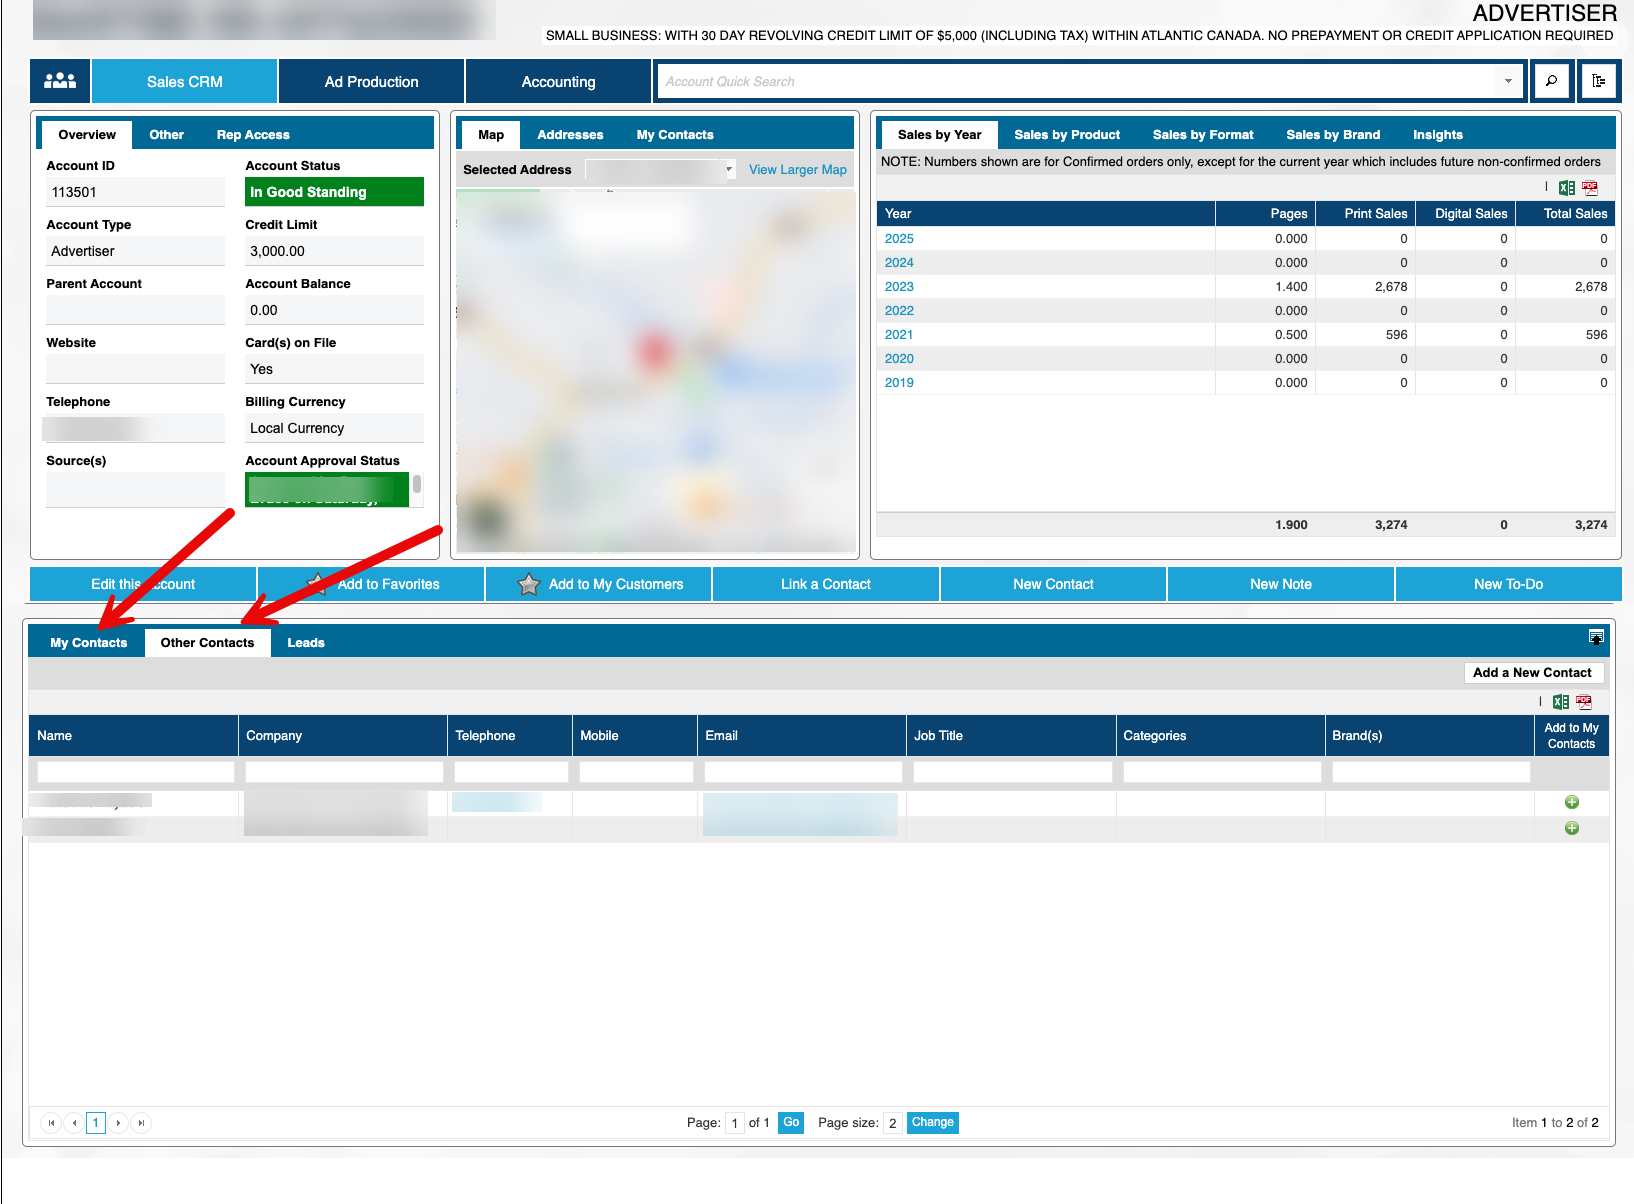 ADVERTISER
SMALL BUSINESS: WITH 30 DAY REVOLVING CREDIT LIMIT OF $5,000 (INCLUDING TAX) WITHIN ATLANTIC CANADA. NO PREPAYMENT OR CREDIT APPLICATION REQUIRED
Sales CRM Ad Production Accounting Account Quick Search
Overview Other Rep Access
Account ID Account Status
113501 In Good Standing
Account Type Credit Limit
Advertiser 3,000.00
Parent Account Account Balance
0.00
Website Card(s) on File
Yes
Telephone Billing Currency
Local Currency
Source(s) Account Approval Status
Map Addresses My Contacts
Selected Address View Larger Map
Sales by Year Sales by Product Sales by Format Sales by Brand Insights
NOTE: Numbers shown are for Confirmed orders only, except for the current year which includes future non-confirmed orders
Year Pages Print Sales Digital Sales Total Sales
2025 0.000 0 0 0
2024 0.000 0 0 0
2023 1.400 2,678 0 2,678
2022 0.000 0 0 0
2021 0.500 596 0 596
2020 0.000 0 0 0
2019 0.000 0 0 0
1.900 3,274 0 3,274
Edit this account Add to Favorites Add to My Customers Link a Contact New Contact New Note New To-Do
My Contacts Other Contacts Leads
Add a New Contact
Name Company Telephone Mobile Email Job Title Categories Brand(s) Add to My Contacts
1 Page: 1 of 1 Go Page size: 2 Change Item 1 to 2 of 2